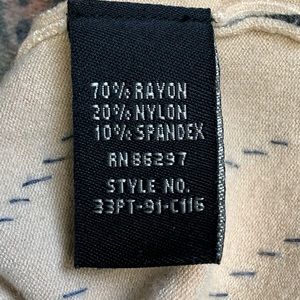 70% RAYON
20% NYLON
10% SPANDEX
RN86297
STYLE NO.
33PT-91-C116